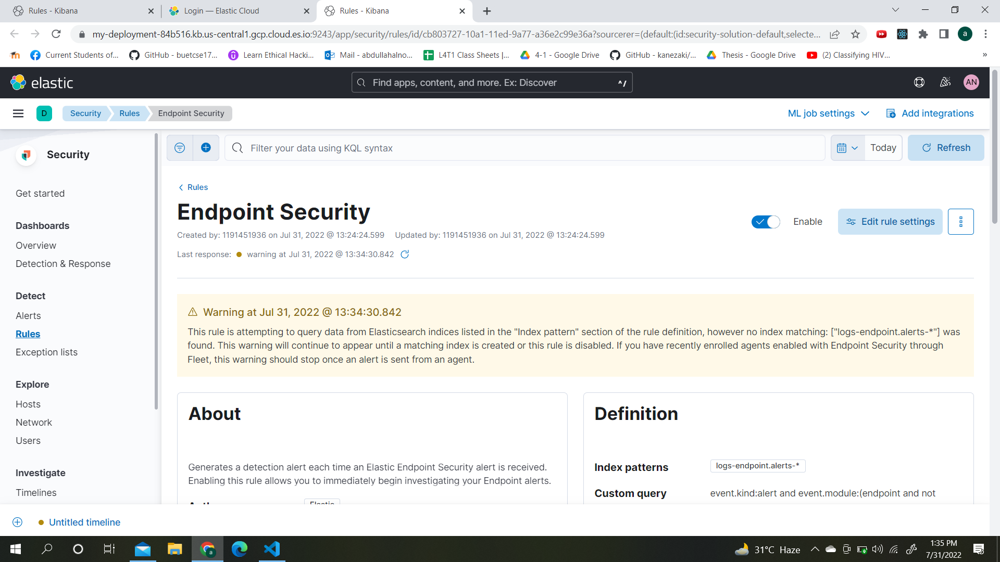 Rules - Kibana
Login — Elastic Cloud
Rules - Kibana
my-deployment-84b516.kb.us-central1.gcp.cloud.es.io:9243/app/security/rules/id/cb803727-10a1-11ed-9a77-a36e2c99e36a?sourcerer=(default:(id:security-solution-default,selecte...
a
Current Students of...
GitHub - buetcse17...
Learn Ethical Hacki...
Mail - abdullahalno...
L4T1 Class Sheets |...
4-1 - Google Drive
GitHub - kanezaki/...
Thesis - Google Drive
(2) Classifying HIV...
»
elastic
Find apps, content, and more. Ex: Discover
^/
AN
D
Security
Rules
Endpoint Security
ML job settings
Add integrations
Security
Get started
Dashboards
Overview
Detection & Response
Detect
Alerts
Rules
Exception lists
Explore
Hosts
Network
Users
Investigate
Timelines
Filter your data using KQL syntax
Today
Refresh
Rules
Endpoint Security
Enable
Edit rule settings
Created by: 1191451936 on Jul 31, 2022 @ 13:24:24.599
Updated by: 1191451936 on Jul 31, 2022 @ 13:24:24.599
Last response: warning at Jul 31, 2022 @ 13:34:30.842
Warning at Jul 31, 2022 @ 13:34:30.842
This rule is attempting to query data from Elasticsearch indices listed in the "Index pattern" section of the rule definition, however no index matching: ["logs-endpoint.alerts-*"] was
found. This warning will continue to appear until a matching index is created or this rule is disabled. If you have recently enrolled agents enabled with Endpoint Security through
Fleet, this warning should stop once an alert is sent from an agent.
About
Generates a detection alert each time an Elastic Endpoint Security alert is received.
Enabling this rule allows you to immediately begin investigating your Endpoint alerts.
Elastic
Definition
Index patterns
logs-endpoint.alerts-*
Custom query
event.kind:alert and event.module:(endpoint and not
Untitled timeline
a
31°C Haze
1:35 PM
7/31/2022